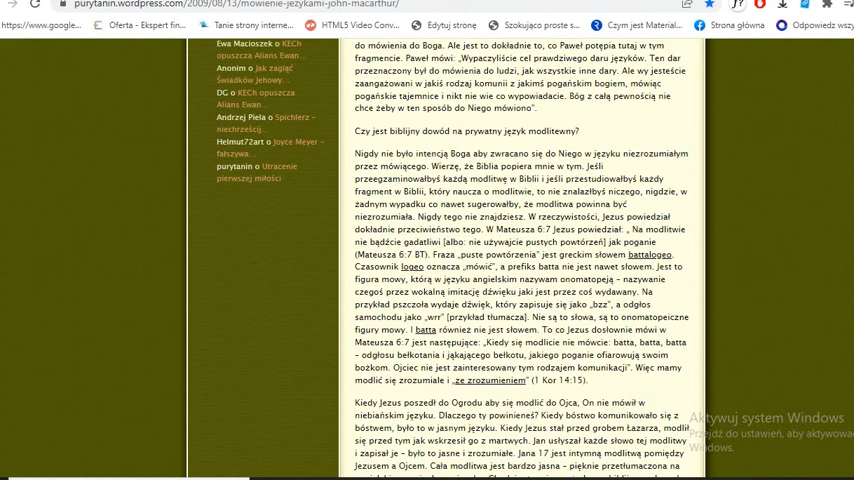 purytanin.wordpress.com/2009/08/13/mowienie-jezykami-john-macarthur/
https://www.google...
Oferta - Ekspert fin...
Tanie strony interne...
HTML5 Video Conv...
Edytuj stronę
Szokująco proste s...
Czym jest Material...
Strona główna
Odpowiedz wszys
Ewa Macioszek o KECh
opuszcza Alians Ewan...
Anonim o Jak zagiąć
Świadków Jehowy...
DG o KECh opuszcza
Alians Ewan...
Andrzej Piela o Spichlerz –
niechrześcij...
Helmut72art o Joyce Meyer –
fałszywa...
purytanin o Utracenie
pierwszej miłości
do mówienia do Boga. Ale jest to dokładnie to, co Paweł potępia tutaj w tym
fragmencie. Paweł mówi: „Wypaczyliście cel prawdziwego daru języków. Ten dar
przeznaczony był do mówienia do ludzi, jak wszystkie inne dary. Ale wy jesteście
zaangażowani w jakiś rodzaj komunii z jakimś pogańskim bogiem, mówiąc
pogańskie tajemnice i nikt nie wie co wypowiadacie. Bóg z całą pewnością nie
chce żeby w ten sposób do Niego mówiono”.
Czy jest biblijny dowód na prywatny język modlitewny?
Nigdy nie było intencją Boga aby zwracano się do Niego w języku niezrozumiałym
przez mówiącego. Wierzę, że Biblia popiera mnie w tym. Jeśli
przeegzaminowałbyś każdą modlitwę w Biblii i jeśli przestudiowałbyś każdy
fragment w Biblii, który naucza o modlitwie, to nie znalazłbyś niczego, nigdzie, w
żadnym wypadku co nawet sugerowałby, że modlitwa powinna być
niezrozumiała. Nigdy tego nie znajdziesz. W rzeczywistości, Jezus powiedział
dokładnie przeciwieństwo tego. W Mateusza 6:7 Jezus powiedział: „ Na modlitwie
nie bądźcie gadatliwi [albo: nie używajcie pustych powtórzeń] jak poganie
(Mateusza 6:7 BT). Fraza „puste powtórzenia” jest greckim słowem battalogeo.
Czasownik logeo oznacza „mówić”, a prefiks batta nie jest nawet słowem. Jest to
figura mowy, którą w języku angielskim nazywam onomatopeją – nazywanie
czegoś przez wokalną imitację dźwięku jaki jest przez coś wydawany. Na
przykład pszczoła wydaje dźwięk, który zapisuje się jako „bzz”, a odgłos
samochodu jako „wrr” [przykład tłumacza]. Nie są to słowa, są to onomatopeiczne
figury mowy. I batta również nie jest słowem. To co Jezus dosłownie mówi w
Mateusza 6:7 jest następujące: „Kiedy się modlicie nie mówcie: batta, batta, batta
– odgłosu bełkotania i jąkającego bełkotu, jakiego poganie ofiarowują swoim
bożkom. Ojciec nie jest zainteresowany tym rodzajem komunikacji”. Więc mamy
modlić się zrozumiale i „ze zrozumieniem” (1 Kor 14:15).
Kiedy Jezus poszedł do Ogrodu aby się modlić do Ojca, On nie mówił w
niebiańskim języku. Dlaczego ty powinieneś? Kiedy bóstwo komunikowało się z
bóstwem, było to w jasnym języku. Kiedy Jezus stał przed grobem Łazarza, modlił
się przed tym jak wskrzesił go z martwych. Jan usłyszał każde słowo tej modlitwy
i zapisał je – było to jasne i zrozumiałe. Jana 17 jest intymną modlitwą pomiędzy
Jezusem a Ojcem. Cała modlitwa jest bardzo jasna – pięknie przetłumaczona na
Aktywuj system Windows
Przejdź do ustawień, aby aktywować
Windows.